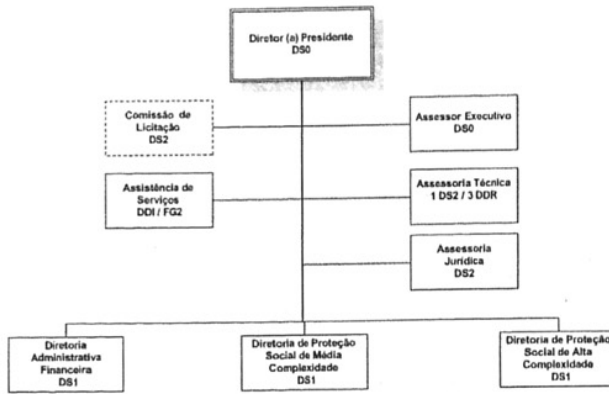 Diretor (a) Presidente
DS0
Comissão de
Licitação
DS2
Assessor Executivo
DS0
Assistência de
Serviços
DDI / FG2
Assessoria Técnica
1 DS2 / 3 DDR
Assessoria
Jurídica
DS2
Diretoria
Administrativa
Financeira
DS1
Diretoria de Proteção
Social de Média
Complexidade
DS1
Diretoria de Proteção
Social de Alta
Complexidade
DS1